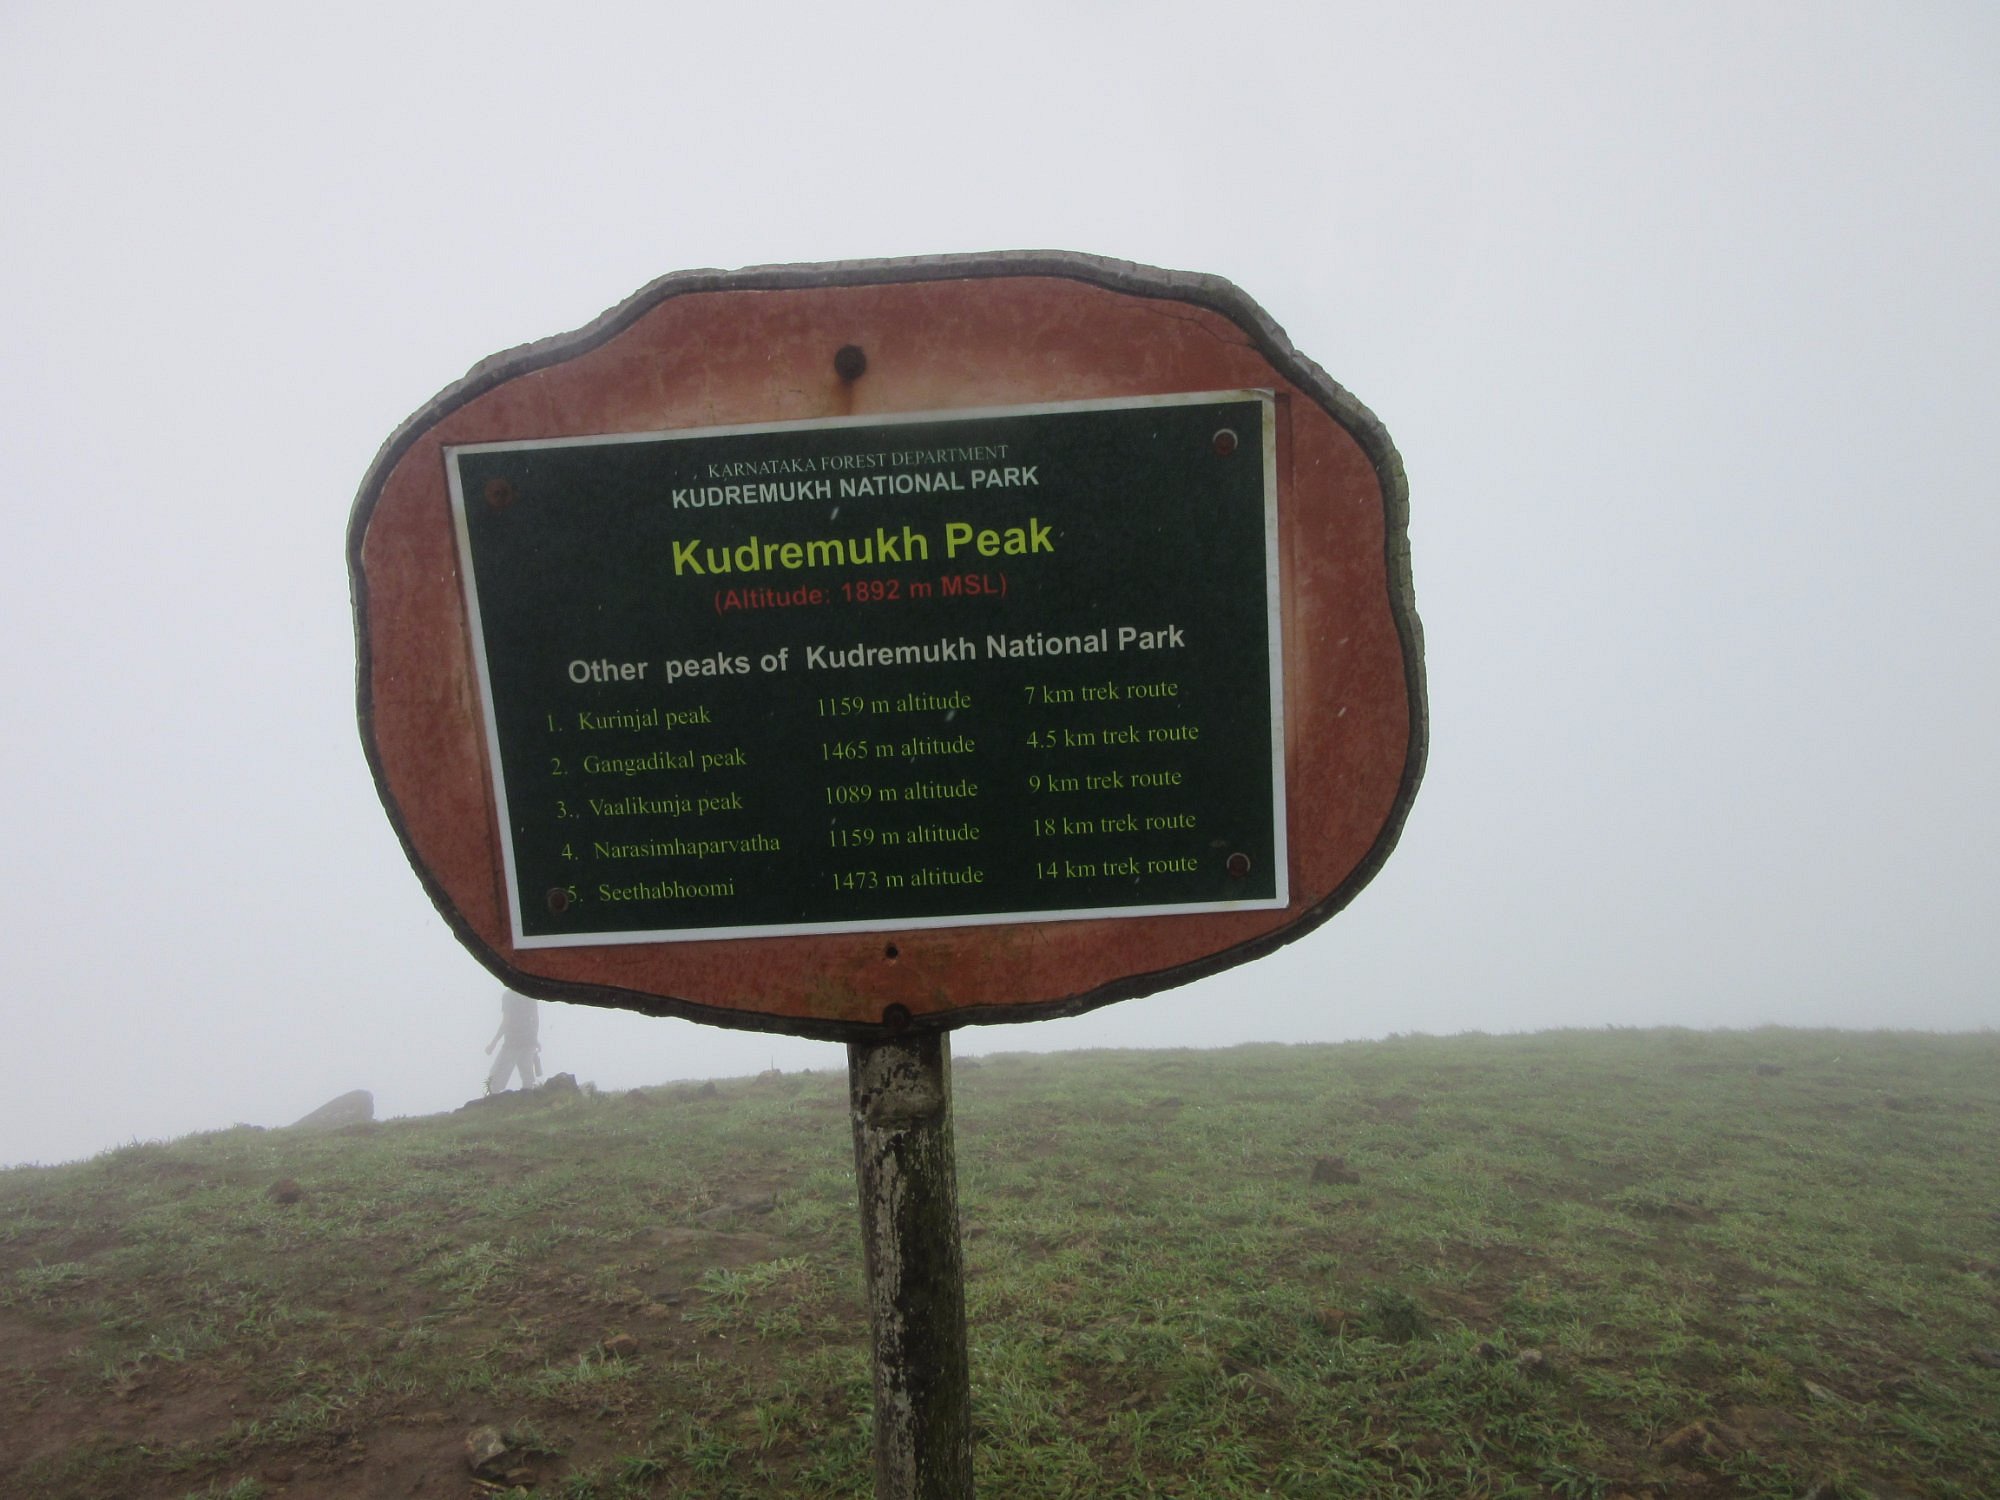 KARNATAKA FOREST DEPARTMENT
KUDREMUKH NATIONAL PARK
Kudremukh Peak
(Altitude: 1892 m MSL)
Other peaks of Kudremukh National Park
1. Kurinjal peak 1159 m altitude 7 km trek route
2. Gangadikal peak 1465 m altitude 4.5 km trek route
3.. Vaalikunja peak 1089 m altitude 9 km trek route
4. Narasimhaparvatha 1159 m altitude 18 km trek route
5. Seethabhoomi 1473 m altitude 14 km trek route